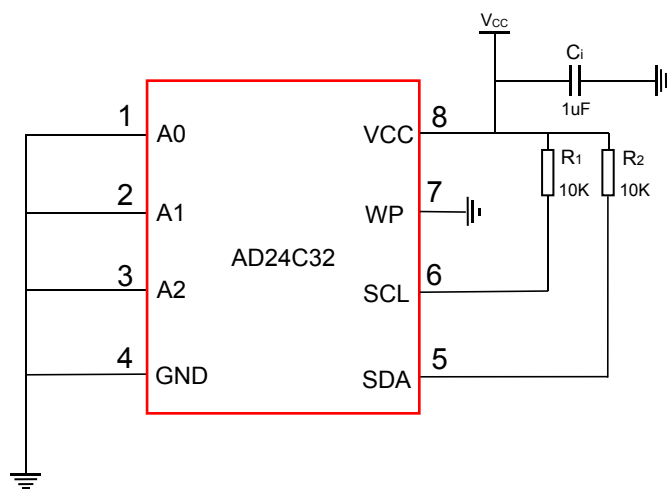 Vcc
Ci
1uF
1 A0
VCC 8
R1
10K
R2
10K
2 A1
WP 7
AD24C32
3 A2
SCL 6
4 GND
SDA 5